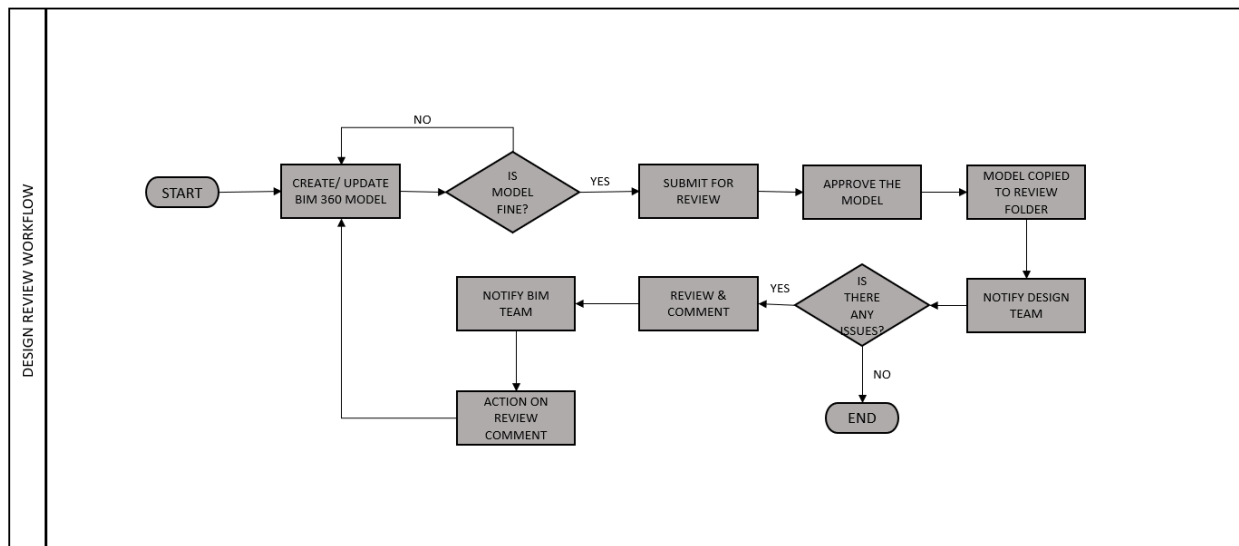 DESIGN REVIEW WORKFLOW
NO
START
CREATE/ UPDATE
BIM 360 MODEL
IS
MODEL
FINE?
YES
SUBMIT FOR
REVIEW
APPROVE THE
MODEL
MODEL COPIED
TO REVIEW
FOLDER
NOTIFY DESIGN
TEAM
IS
THERE
ANY
ISSUES?
YES
REVIEW &
COMMENT
NOTIFY BIM
TEAM
ACTION ON
REVIEW
COMMENT
NO
END